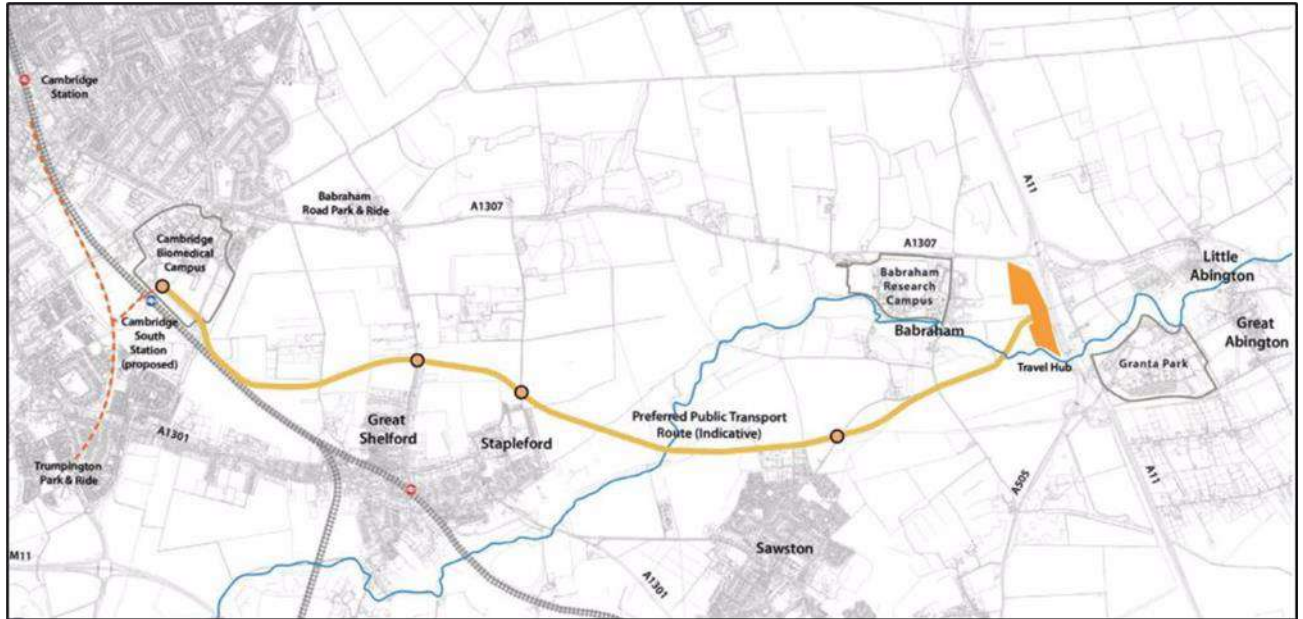 Cambridge
Station
Babraham
Road Park & Ride
A1307
A11
Cambridge
Biomedical
Campus
A1307
Little
Abington
Babraham
Research
Campus
Babraham
Great
Abington
Cambridge
South
Station
(proposed)
Travel Hub
Granta Park
Great
Shelford
Stapleford
Preferred Public Transport
Route (Indicative)
A1301
Trumpington
Park & Ride
A505
A11
M11
Sawston
A1301